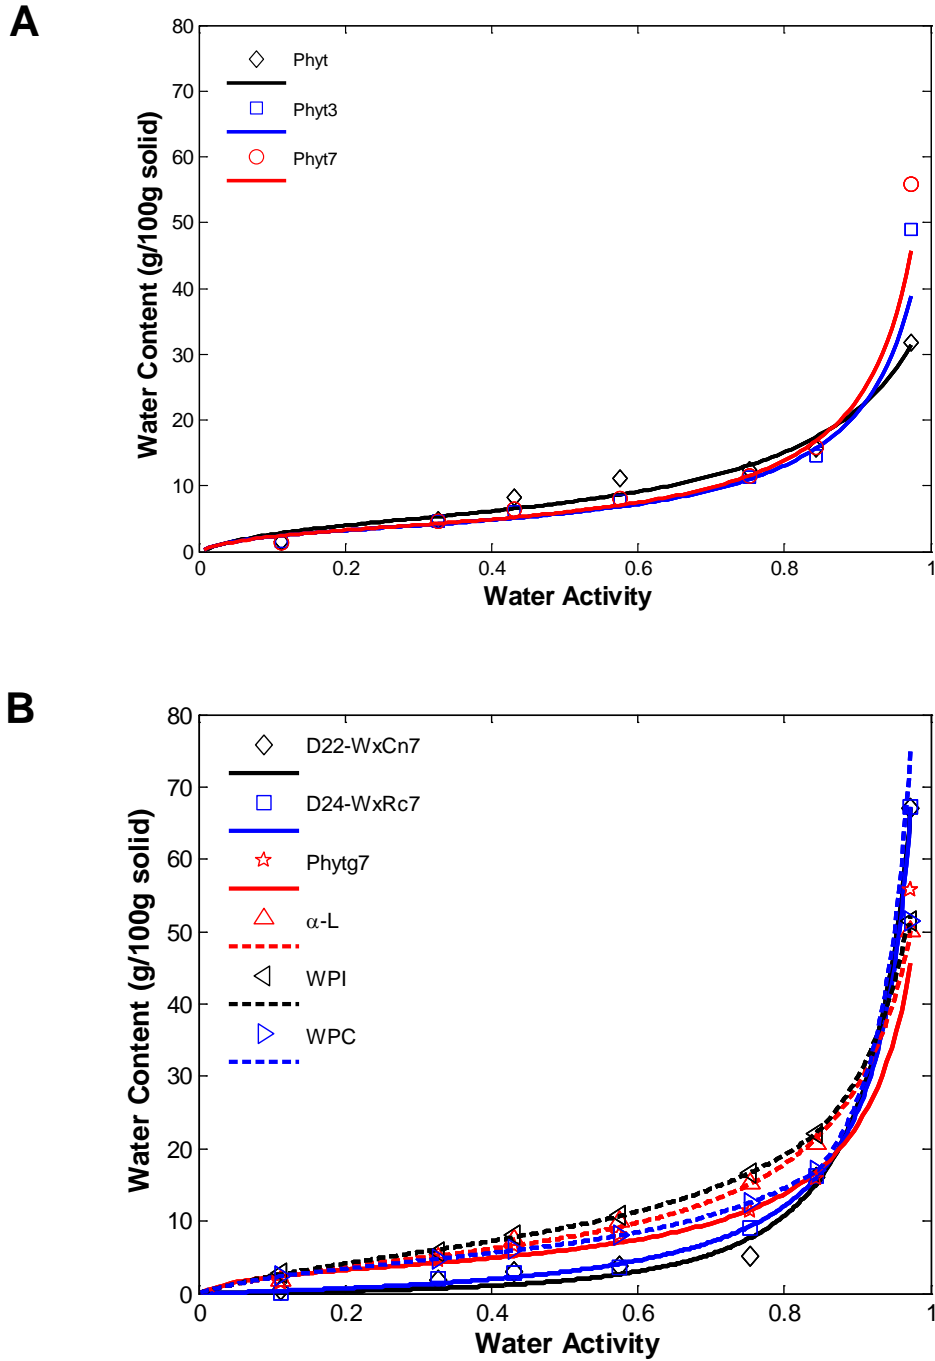 A
80
70
60
50
40
30
20
10
0
Water Content (g/100g solid)
Phyt
Phyt3
Phyt7
0 0.2 0.4 0.6 0.8 1
Water Activity
B
80
70
60
50
40
30
20
10
0
Water Content (g/100g solid)
D22-WxCn7
D24-WxRc7
Phytg7
α-L
WPI
WPC
0 0.2 0.4 0.6 0.8 1
Water Activity